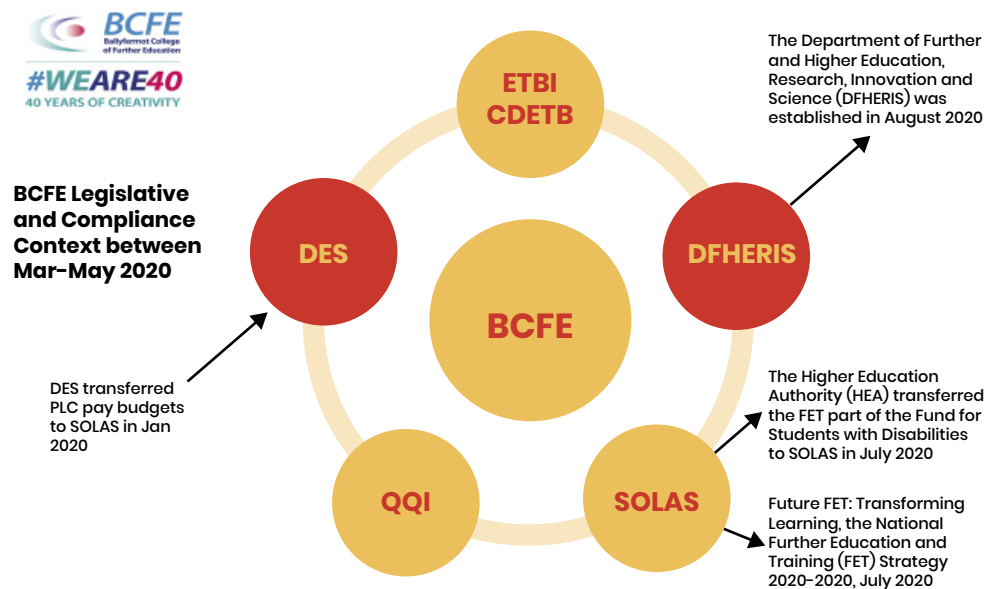 BCFE
Ballyfermot College
of Further Education
#WEARE40
40 YEARS OF CREATIVITY
BCFE Legislative
and Compliance
Context between
Mar-May 2020
ETBI
CDETB
The Department of Further
and Higher Education,
Research, Innovation and
Science (DFHERIS) was
established in August 2020
DES
DFHERIS
BCFE
DES transferred
PLC pay budgets
to SOLAS in Jan
2020
The Higher Education
Authority (HEA) transferred
the FET part of the Fund for
Students with Disabilities
to SOLAS in July 2020
QQI
SOLAS
Future FET: Transforming
Learning, the National
Further Education and
Training (FET) Strategy
2020-2020, July 2020